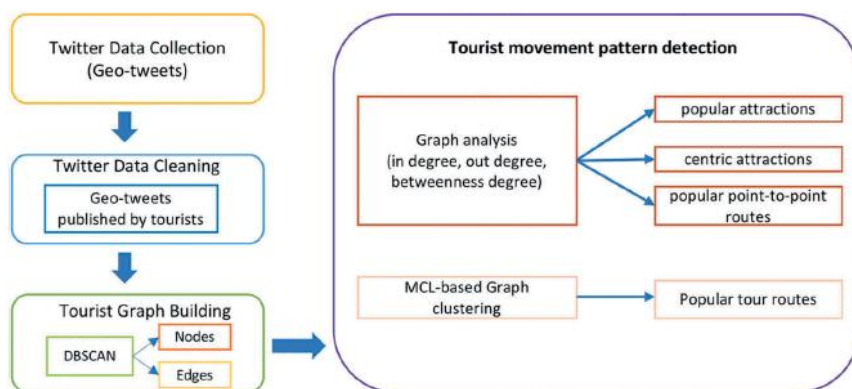 Twitter Data Collection
(Geo-tweets)
Twitter Data Cleaning
Geo-tweets
published by tourists
Tourist Graph Building
DBSCAN
Nodes
Edges
Tourist movement pattern detection
Graph analysis
(in degree, out degree,
betweenness degree)
popular attractions
centric attractions
popular point-to-point
routes
MCL-based Graph
clustering
Popular tour routes